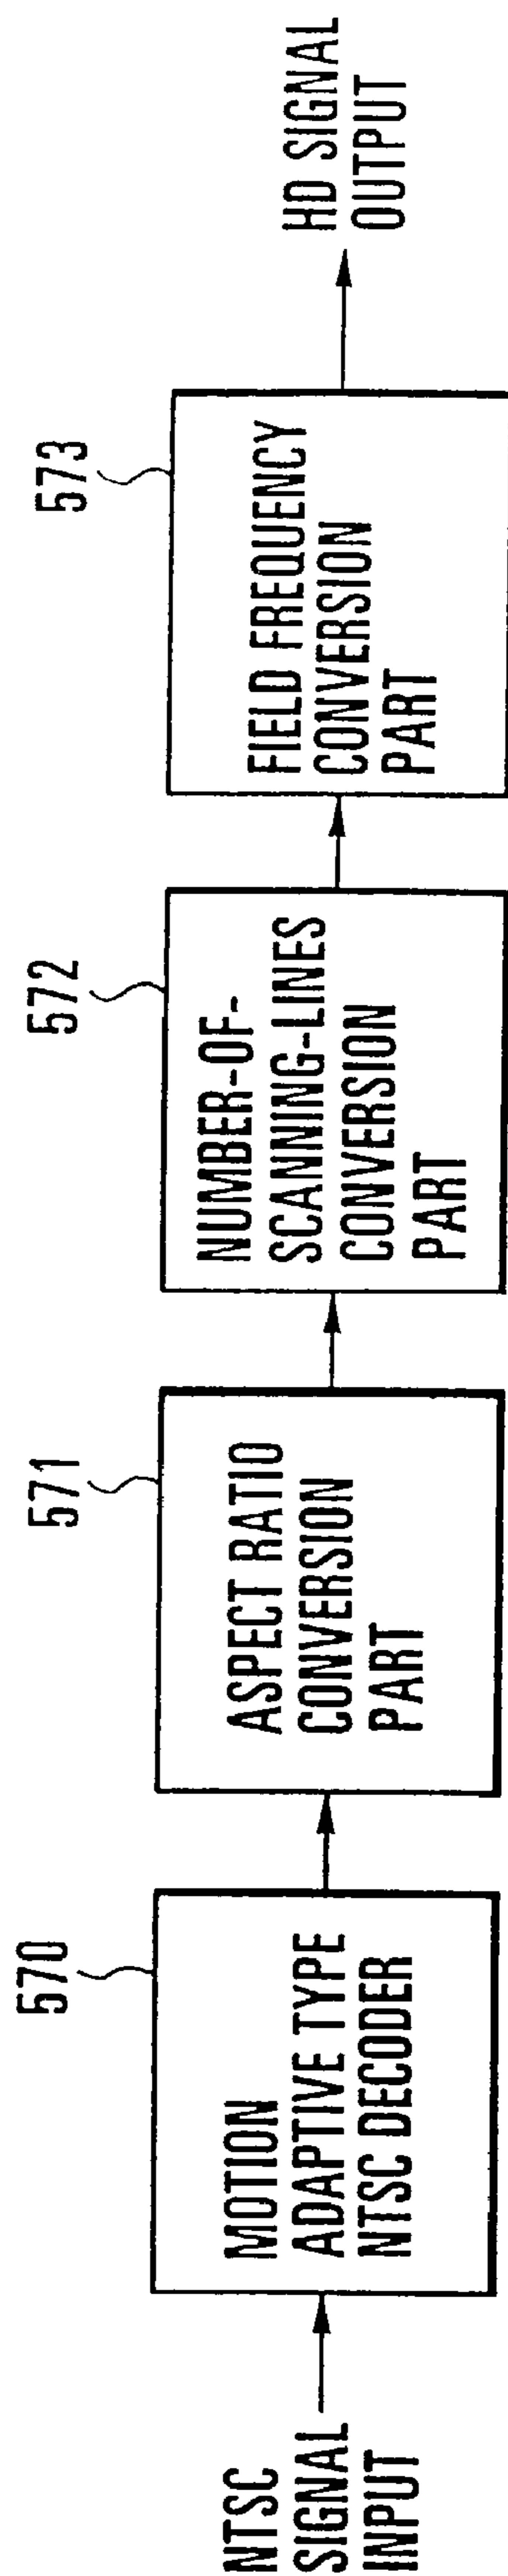 NTSC
SIGNAL
INPUT
570
MOTION
ADAPTIVE TYPE
NTSC DECODER
571
ASPECT RATIO
CONVERSION
PART
572
NUMBER-OF-
SCANNING-LINES
CONVERSION
PART
573
FIELD FREQUENCY
CONVERSION
PART
HD SIGNAL
OUTPUT